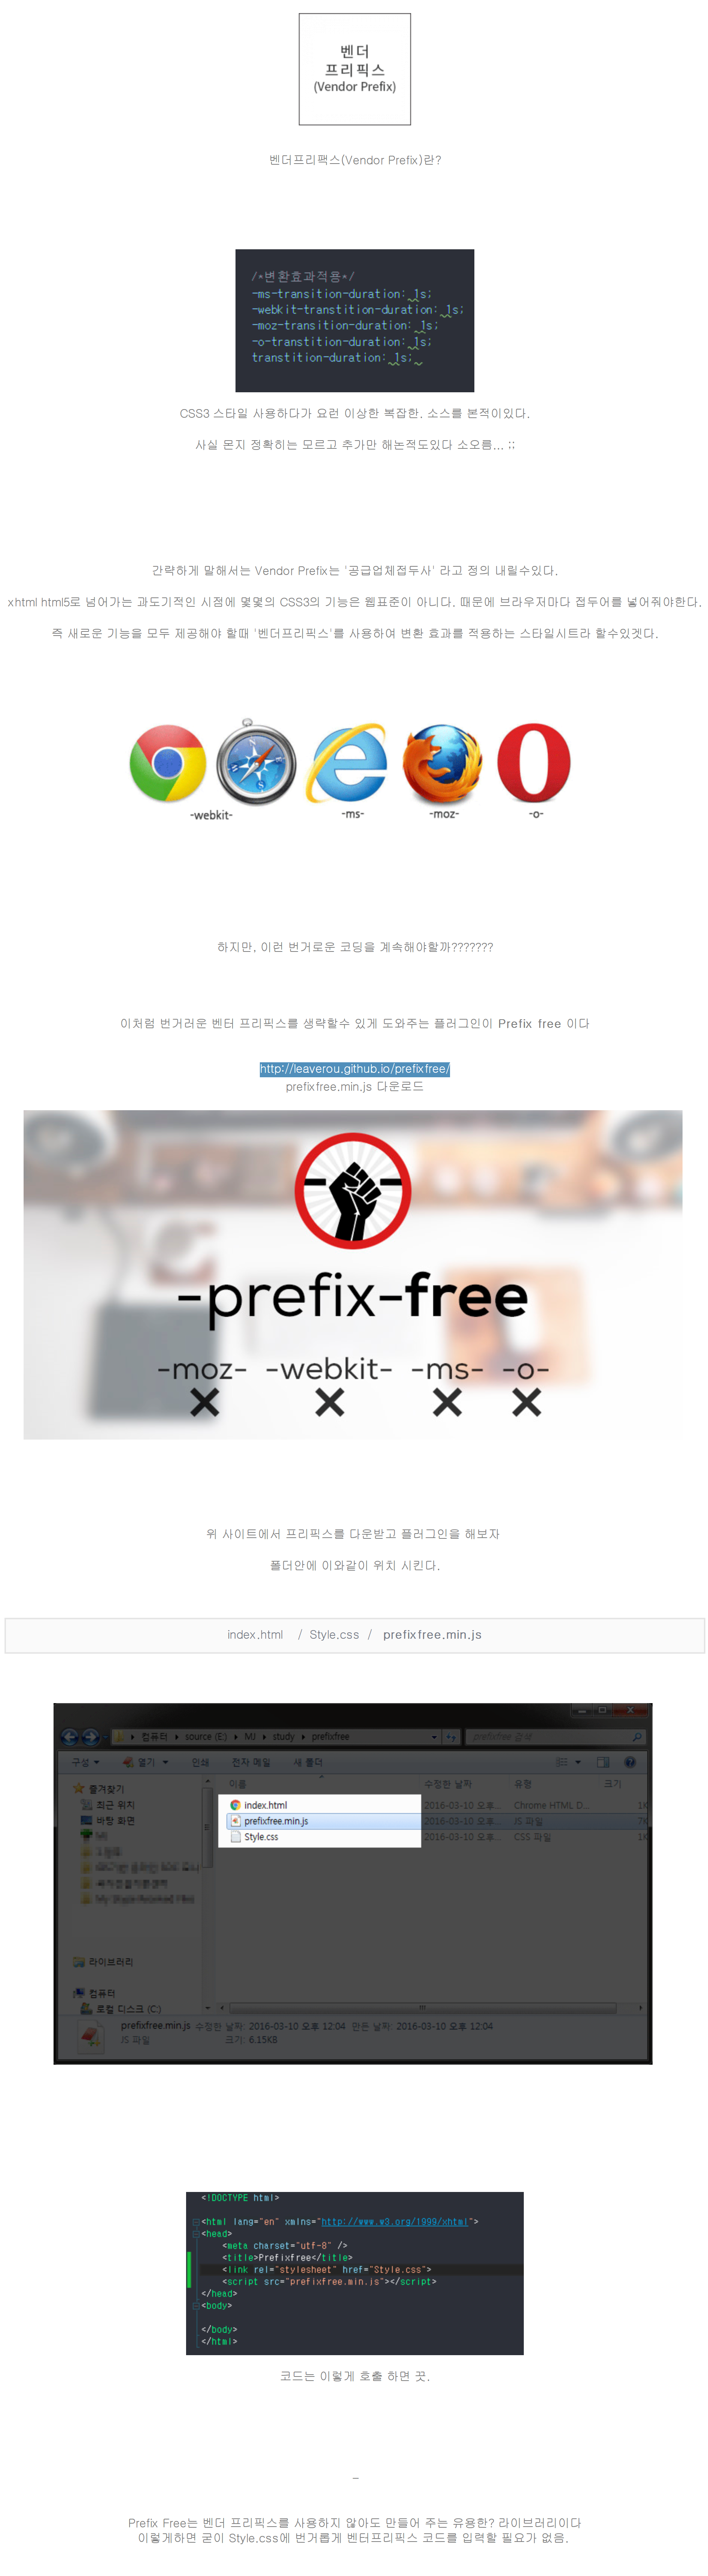 벤더
프리픽스
(Vendor Prefix)
벤더프리팩스(Vendor Prefix)란?
/*변환효과적용*/
-ms-transition-duration: 1s;
-webkit-transtition-duration: 1s;
-moz-transition-duration: 1s;
-o-transtition-duration: 1s;
transtition-duration: 1s;
CSS3 스타일 사용하다가 요런 이상한 복잡한. 소스를 본적이있다.
사실 몬지 정확히는 모르고 추가만 해논적도있다 소오름... ;;
간략하게 말해서는 Vendor Prefix는 '공급업체접두사' 라고 정의 내릴수있다.
xhtml html5로 넘어가는 과도기적인 시점에 몇몇의 CSS3의 기능은 웹표준이 아니다. 때문에 브라우저마다 접두어를 넣어줘야한다.
즉 새로운 기능을 모두 제공해야 할때 '벤더프리픽스'를 사용하여 변환 효과를 적용하는 스타일시트라 할수있겟다.
-webkit- -ms- -moz- -o-
하지만, 이런 번거로운 코딩을 계속해야할까???????
이처럼 번거러운 벤터 프리픽스를 생략할수 있게 도와주는 플러그인이 Prefix free 이다
http://leaverou.github.io/prefixfree/
prefixfree.min.js 다운로드
-prefix-free
-moz- -webkit- -ms- -o-
위 사이트에서 프리픽스를 다운받고 플러그인을 해보자
폴더안에 이와같이 위치 시킨다.
index.html / Style.css / prefixfree.min.js
컴퓨터 source (E:) MJ study prefixfree prefixfree 검색
구성 열기 인쇄 전자 메일 새 폴더
즐겨찾기 이름 수정한 날짜 유형 크기
최근 위치 index.html 2016-03-10 오후... Chrome HTML D... 1K
바탕 화면 prefixfree.min.js 2016-03-10 오후... JS 파일 7K
Style.css 2016-03-10 오후... CSS 파일 1K
라이브러리
컴퓨터
로컬 디스크 (C:)
prefixfree.min.js 수정한 날짜: 2016-03-10 오후 12:04 만든 날짜: 2016-03-10 오후 12:04
JS 파일 크기: 6.15KB
<!DOCTYPE html>
<html lang="en" xmlns="http://www.w3.org/1999/xhtml">
<head>
<meta charset="utf-8" />
<title>Prefixfree</title>
<link rel="stylesheet" href="Style.css">
<script src="prefixfree.min.js"></script>
</head>
<body>
</body>
</html>
코드는 이렇게 호출 하면 끗.
-
Prefix Free는 벤더 프리픽스를 사용하지 않아도 만들어 주는 유용한? 라이브러리이다
이렇게하면 굳이 Style.css에 번거롭게 벤터프리픽스 코드를 입력할 필요가 없음.